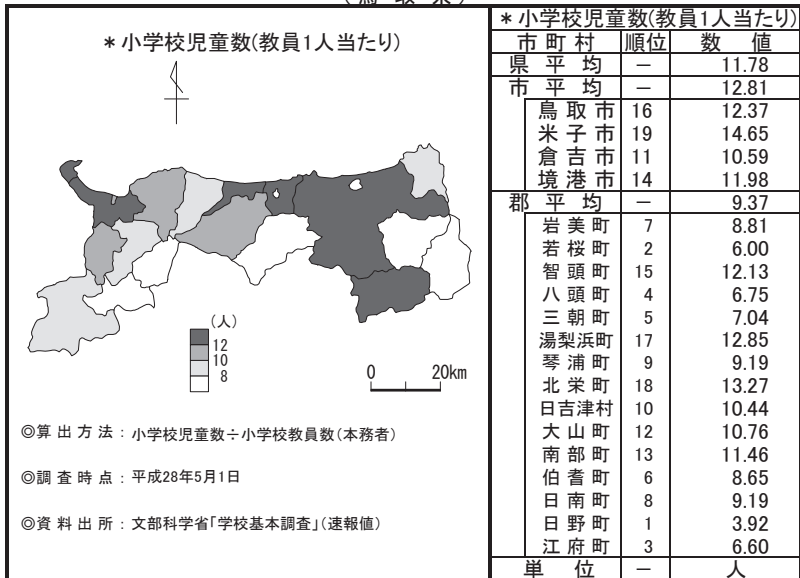 (鳥取県)
*小学校児童数(教員1人当たり)
(人)
12
10
8
0 20km
◎算出方法：小学校児童数÷小学校教員数(本務者)
◎調査時点：平成28年5月1日
◎資料出所：文部科学省「学校基本調査」(速報値)
*小学校児童数(教員1人当たり)
市町村 順位 数値
県平均 － 11.78
市平均 － 12.81
鳥取市 16 12.37
米子市 19 14.65
倉吉市 11 10.59
境港市 14 11.98
郡平均 － 9.37
岩美町 7 8.81
若桜町 2 6.00
智頭町 15 12.13
八頭町 4 6.75
三朝町 5 7.04
湯梨浜町 17 12.85
琴浦町 9 9.19
北栄町 18 13.27
日吉津村 10 10.44
大山町 12 10.76
南部町 13 11.46
伯耆町 6 8.65
日南町 8 9.19
日野町 1 3.92
江府町 3 6.60
単位 － 人